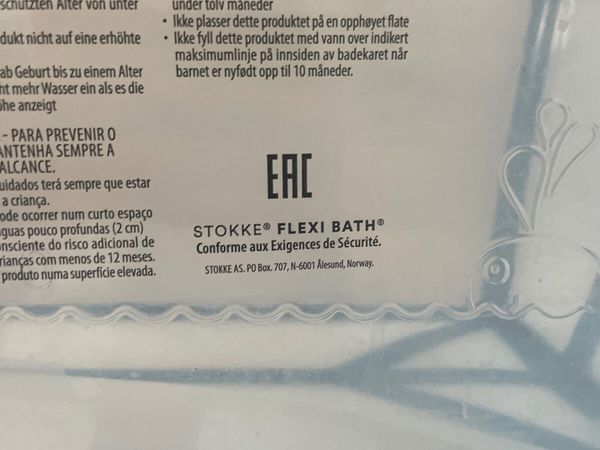 schützten Alter von unter
dukt nicht auf eine erhöhte
ab Geburt bis zu einem Alter
ht mehr Wasser ein als es die
öhe anzeigt
- PARA PREVENIR O
ANTENHA SEMPRE A
ALCANCE.
uidados terá sempre que estar
a criança.
ode ocorrer num curto espaço
guas pouco profundas (2 cm)
onsciente do risco adicional de
rianças com menos de 12 meses.
produto numa superfície elevada.
under tolv måneder
• Ikke plasser dette produktet på en opphøyet flate
• Ikke fyll dette produktet med vann over indikert
maksimumlinje på innsiden av badekaret når
barnet er nyfødt opp til 10 måneder.
EAC
STOKKE® FLEXI BATH®
Conforme aux Exigences de Sécurité.
STOKKE AS. PO Box. 707, N-6001 Ålesund, Norway.